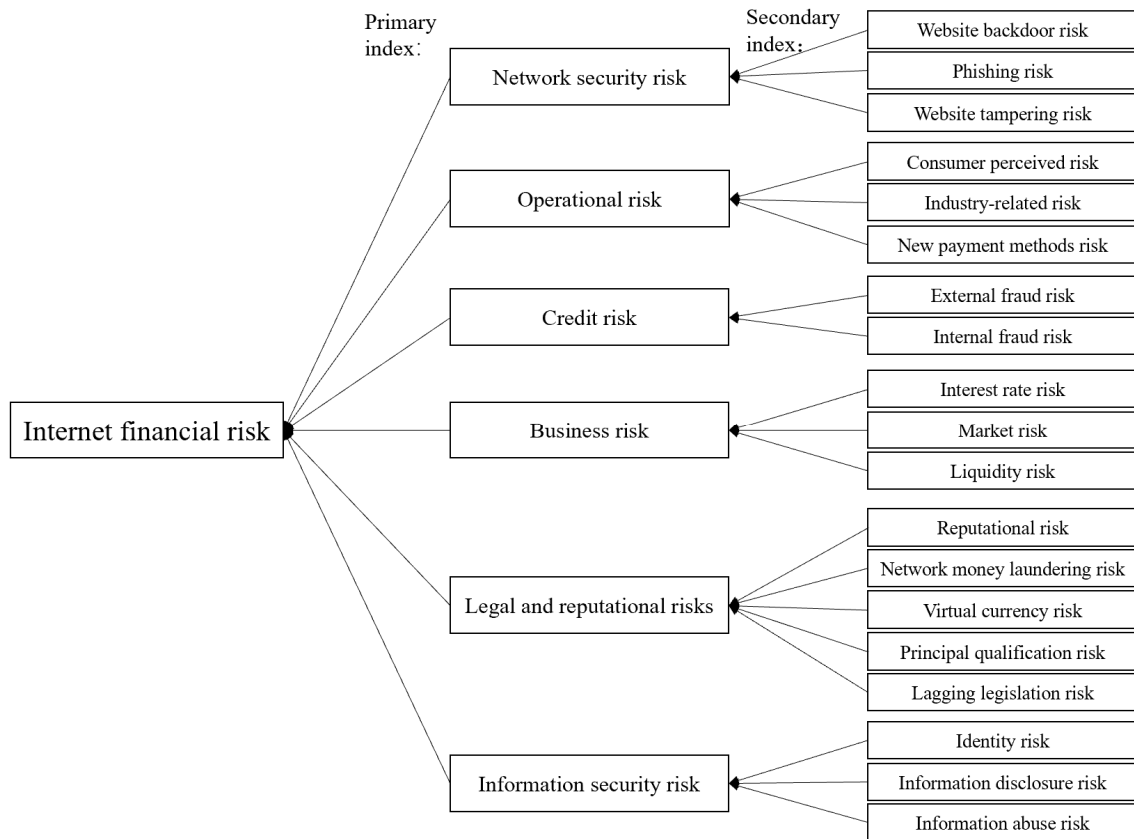 Primary
index:
Secondary
index：
Website backdoor risk
Network security risk
Phishing risk
Website tampering risk
Consumer perceived risk
Operational risk
Industry-related risk
New payment methods risk
External fraud risk
Credit risk
Internal fraud risk
Interest rate risk
Internet financial risk
Business risk
Market risk
Liquidity risk
Reputational risk
Network money laundering risk
Legal and reputational risks
Virtual currency risk
Principal qualification risk
Lagging legislation risk
Identity risk
Information security risk
Information disclosure risk
Information abuse risk